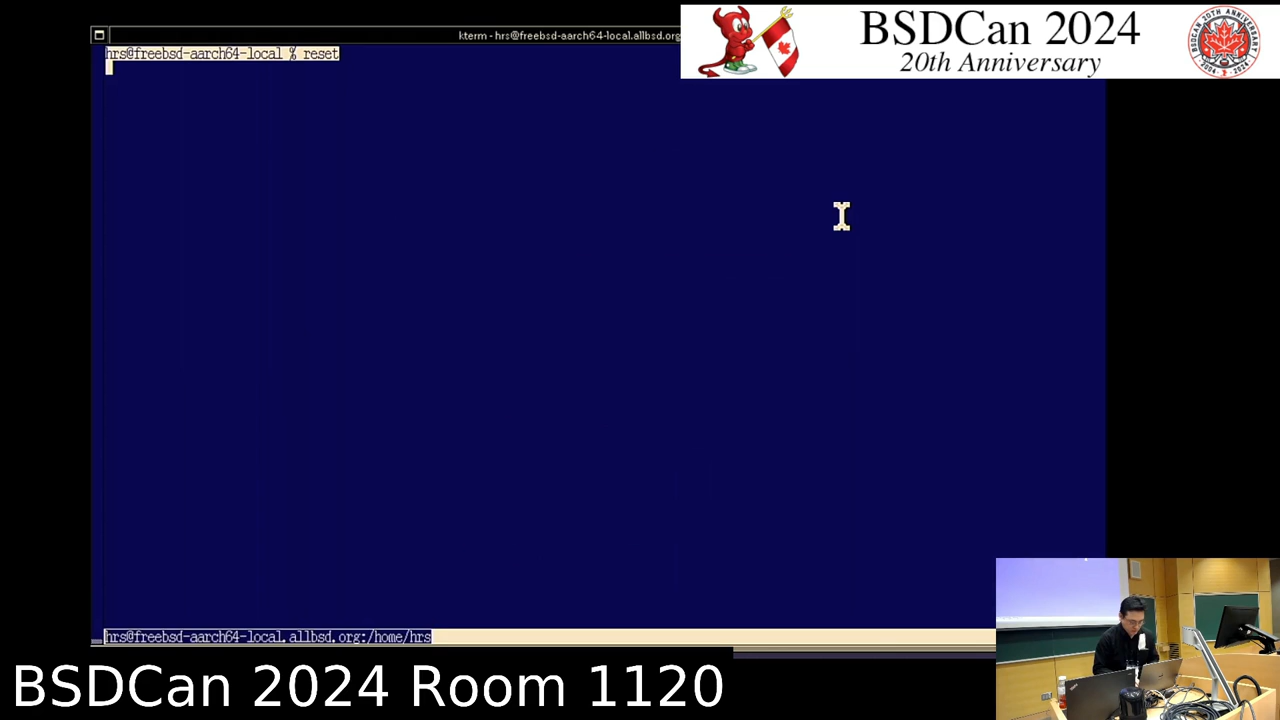 kterm - hrs@freebsd-aarch64-local.allbsd.org
BSDCan 2024
20th Anniversary
hrs@freebsd-aarch64-local % reset
hrs@freebsd-aarch64-local.allbsd.org:/home/hrs
BSDCan 2024 Room 1120